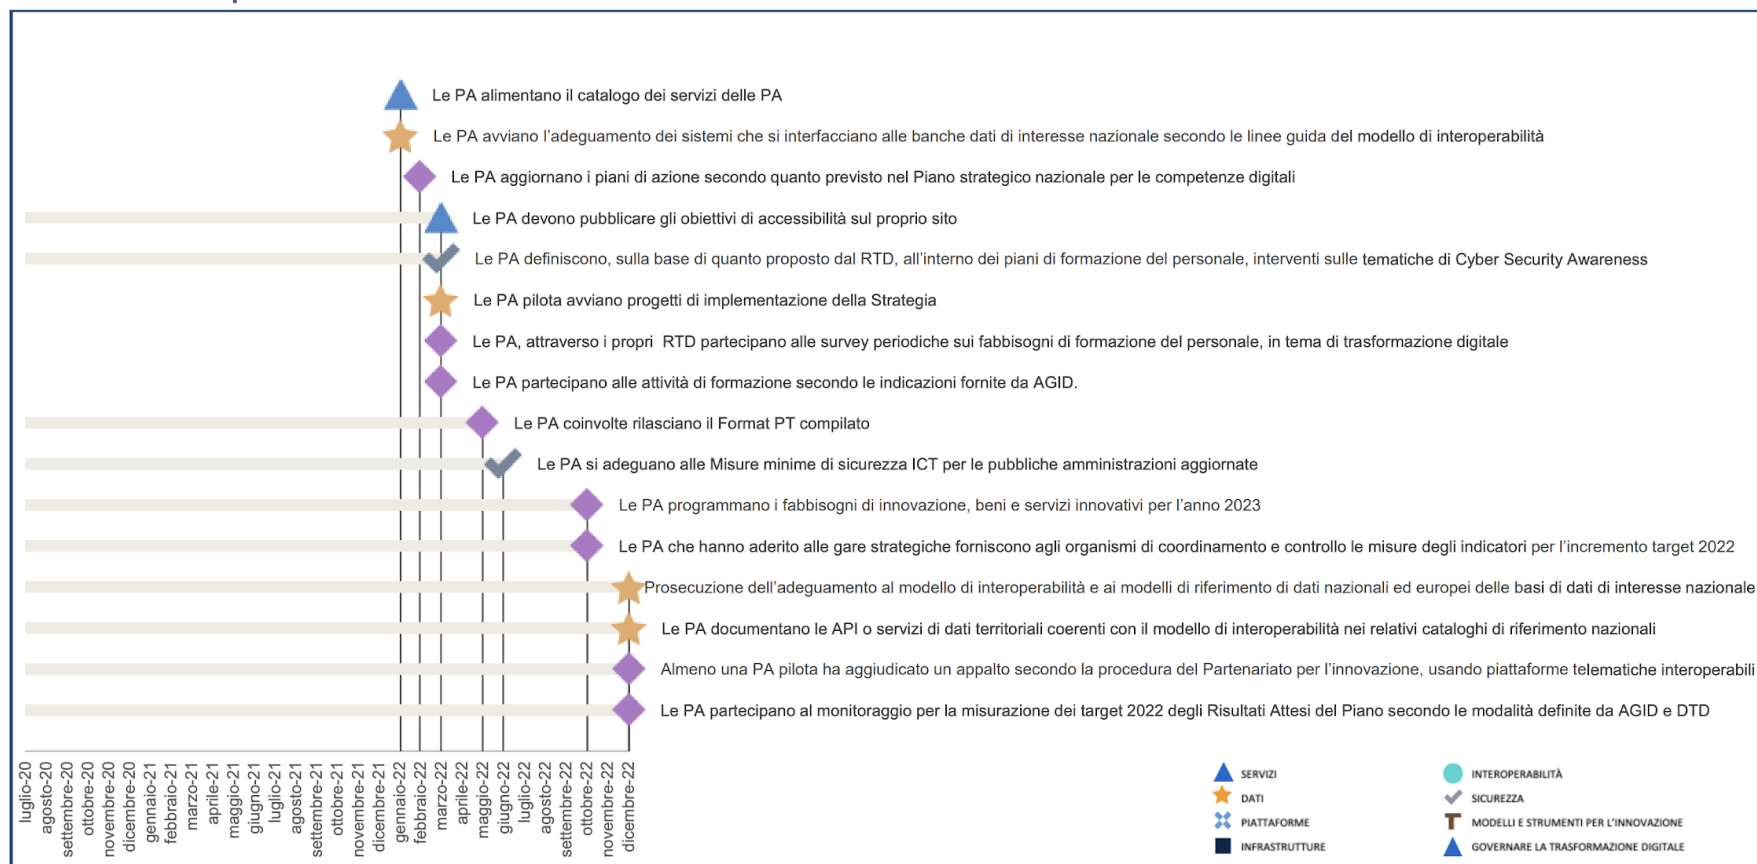 Le PA alimentano il catalogo dei servizi delle PA
Le PA avviano l'adeguamento dei sistemi che si interfacciano alle banche dati di interesse nazionale secondo le linee guida del modello di interoperabilità
Le PA aggiornano i piani di azione secondo quanto previsto nel Piano strategico nazionale per le competenze digitali
Le PA devono pubblicare gli obiettivi di accessibilità sul proprio sito
Le PA definiscono, sulla base di quanto proposto dal RTD, all'interno dei piani di formazione del personale, interventi sulle tematiche di Cyber Security Awareness
Le PA pilota avviano progetti di implementazione della Strategia
Le PA, attraverso i propri RTD partecipano alle survey periodiche sui fabbisogni di formazione del personale, in tema di trasformazione digitale
Le PA partecipano alle attività di formazione secondo le indicazioni fornite da AGID.
Le PA coinvolte rilasciano il Format PT compilato
Le PA si adeguano alle Misure minime di sicurezza ICT per le pubbliche amministrazioni aggiornate
Le PA programmano i fabbisogni di innovazione, beni e servizi innovativi per l'anno 2023
Le PA che hanno aderito alle gare strategiche forniscono agli organismi di coordinamento e controllo le misure degli indicatori per l'incremento target 2022
Prosecuzione dell'adeguamento al modello di interoperabilità e ai modelli di riferimento di dati nazionali ed europei delle basi di dati di interesse nazionale
Le PA documentano le API o servizi di dati territoriali coerenti con il modello di interoperabilità nei relativi cataloghi di riferimento nazionali
Almeno una PA pilota ha aggiudicato un appalto secondo la procedura del Partenariato per l'innovazione, usando piattaforme telematiche interoperabili
Le PA partecipano al monitoraggio per la misurazione dei target 2022 degli Risultati Attesi del Piano secondo le modalità definite da AGID e DTD
luglio-20
agosto-20
settembre-20
ottobre-20
novembre-20
dicembre-20
gennaio-21
febbraio-21
marzo-21
aprile-21
maggio-21
giugno-21
luglio-21
agosto-21
settembre-21
ottobre-21
novembre-21
dicembre-21
gennaio-22
febbraio-22
marzo-22
aprile-22
maggio-22
giugno-22
luglio-22
agosto-22
settembre-22
ottobre-22
novembre-22
dicembre-22
SERVIZI
DATI
PIATTAFORME
INFRASTRUTTURE
INTEROPERABILITÀ
SICUREZZA
MODELLI E STRUMENTI PER L'INNOVAZIONE
GOVERNARE LA TRASFORMAZIONE DIGITALE